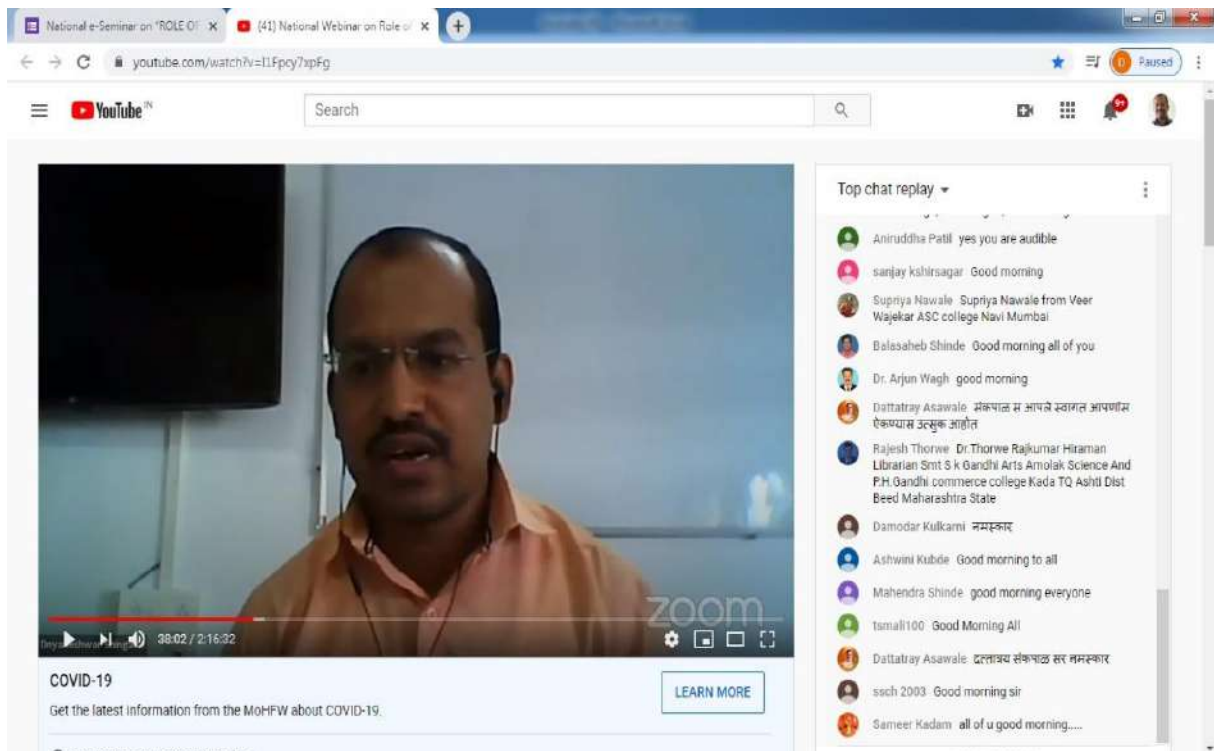 National e-Seminar on "ROLE OF
(41) National Webinar on Role of
youtube.com/watch?v=
Paused
YouTube IN
Search
9+
zoom
38:02 / 2:16:32
COVID-19
Get the latest information from the MoHFW about COVID-19.
LEARN MORE
Top chat replay
Aniruddha Patil yes you are audible
sanjay kshirsagar Good morning
Supriya Nawale Supriya Nawale from Veer
Wajekar ASC college Navi Mumbai
Balasaheb Shinde Good morning all of you
Dr. Arjun Wagh good morning
Dattatray Asawale संकपाळ स आपले स्वागत आपणांस
ऐकण्यास उत्सुक आहोत
Rajesh Thorwe Dr.Thorwe Rajkumar Hiraman
Librarian Smt S k Gandhi Arts Amolak Science And
P.H.Gandhi commerce college Kada TQ Ashti Dist
Beed Maharashtra State
Damodar Kulkarni नमस्कार
Ashwini Kubde Good morning to all
Mahendra Shinde good morning everyone
tsmali100 Good Morning All
Dattatray Asawale दत्तात्रय संकपाळ सर नमस्कार
ssch 2003 Good morning sir
Sameer Kadam all of u good morning.....